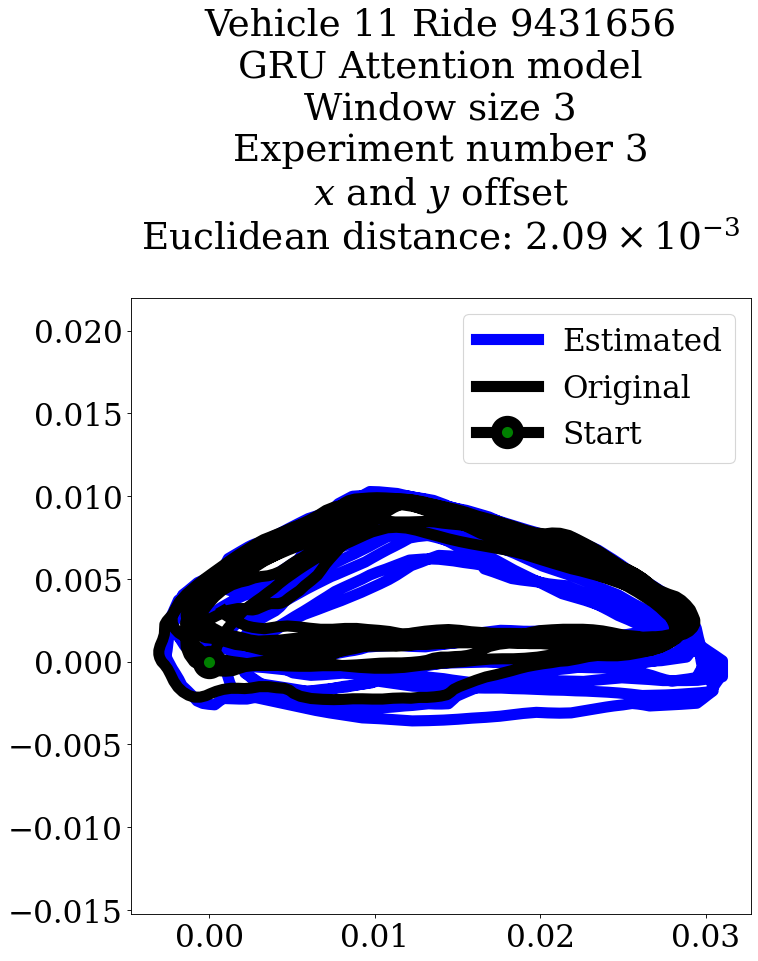 Vehicle 11 Ride 9431656
GRU Attention model
Window size 3
Experiment number 3
x and y offset
Euclidean distance: 2.09 × 10⁻³
Estimated
Original
Start
0.020
0.015
0.010
0.005
0.000
−0.005
−0.010
−0.015
0.00 0.01 0.02 0.03